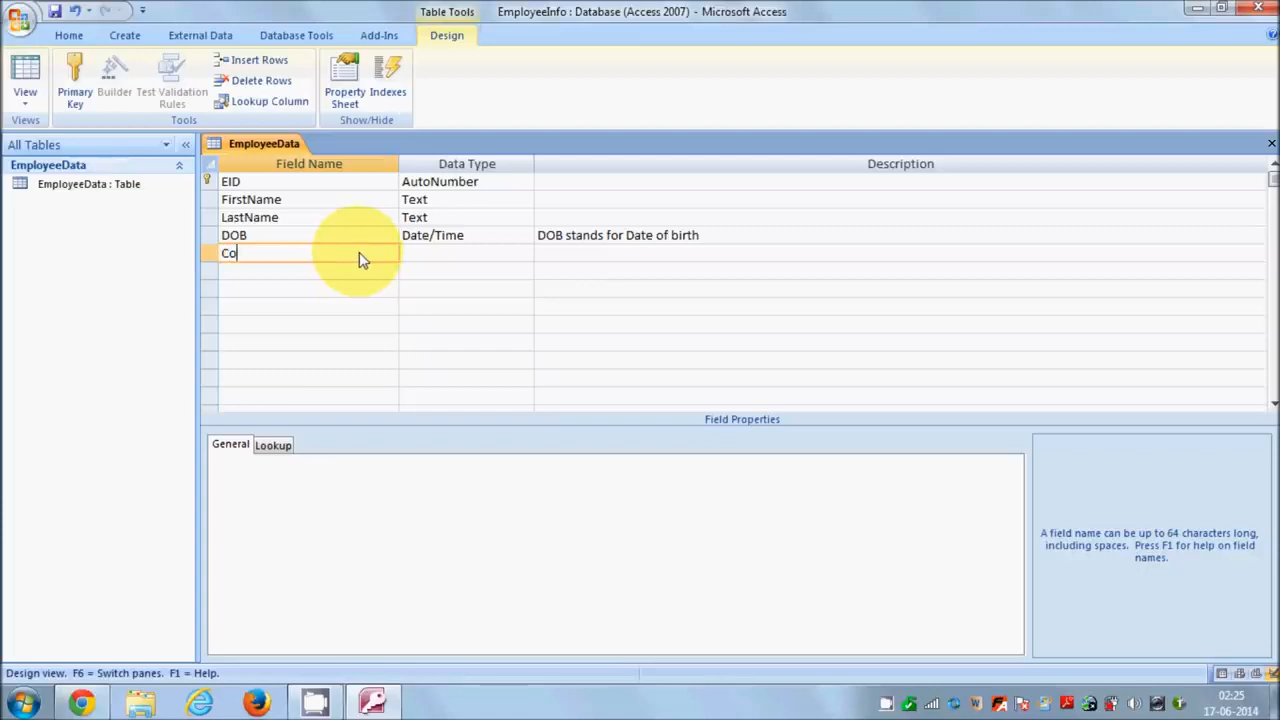 Table Tools
EmployeeInfo : Database (Access 2007) - Microsoft Access
Home
Create
External Data
Database Tools
Add-Ins
Design
View
Primary Key
Builder
Test Validation Rules
Insert Rows
Delete Rows
Lookup Column
Property Sheet
Indexes
Views
Tools
Show/Hide
All Tables
EmployeeData
EmployeeData : Table
EmployeeData
Field Name Data Type Description
EID AutoNumber
FirstName Text
LastName Text
DOB Date/Time DOB stands for Date of birth
Co
Field Properties
General Lookup
A field name can be up to 64 characters long,
including spaces. Press F1 for help on field
names.
Design view. F6 = Switch panes. F1 = Help.
02:25
17-06-2014